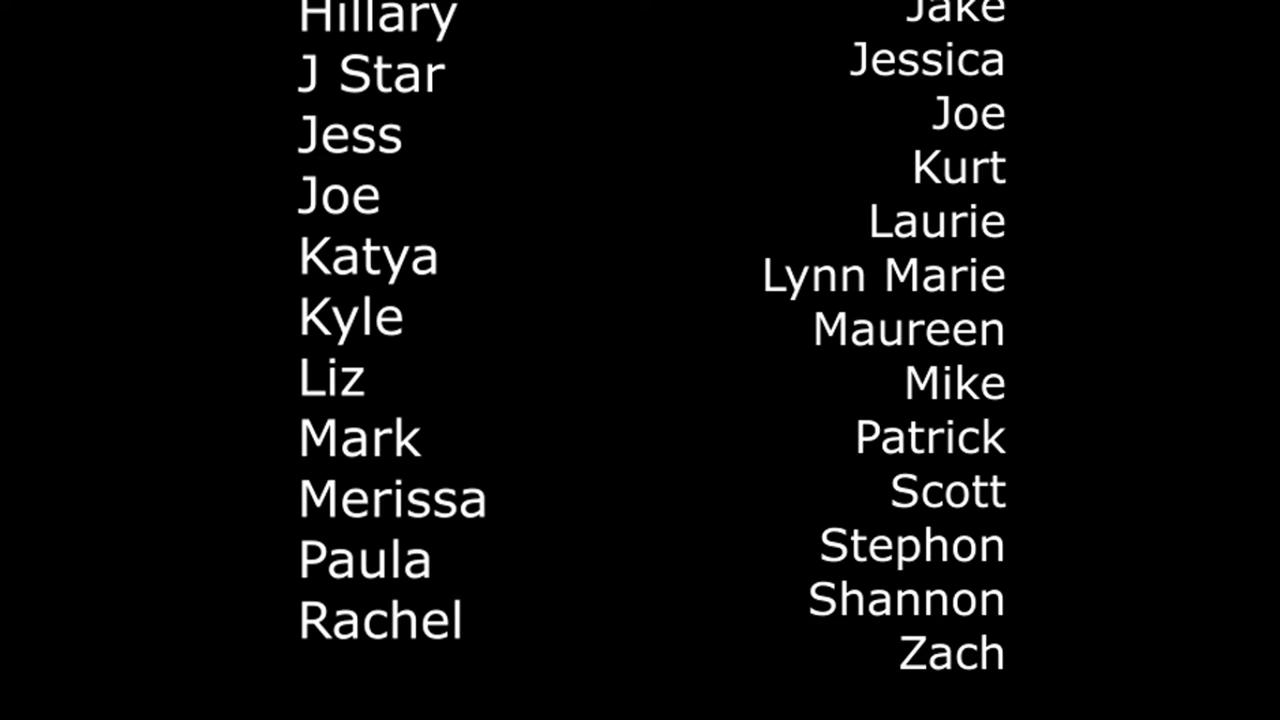 Hillary
J Star
Jess
Joe
Katya
Kyle
Liz
Mark
Merissa
Paula
Rachel
Jake
Jessica
Joe
Kurt
Laurie
Lynn Marie
Maureen
Mike
Patrick
Scott
Stephon
Shannon
Zach